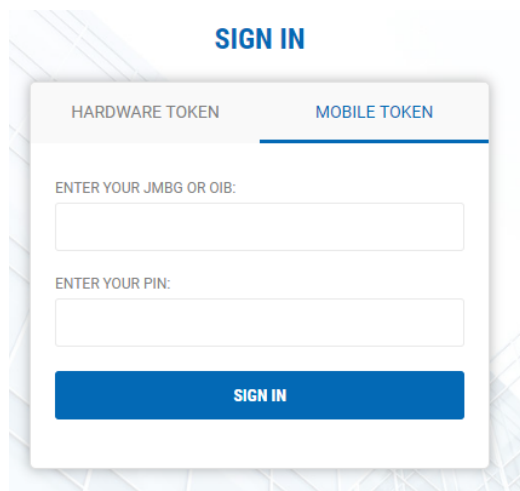 SIGN IN
HARDWARE TOKEN MOBILE TOKEN
ENTER YOUR JMBG OR OIB:
ENTER YOUR PIN:
SIGN IN